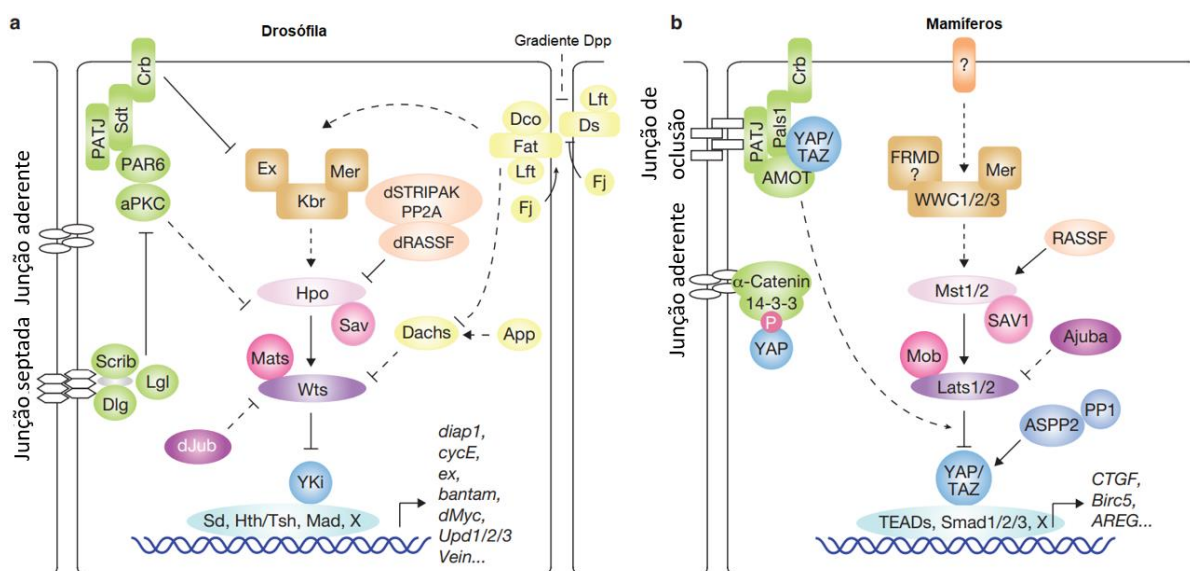 a
Drosófila
Gradiente Dpp
Crb
Sdt
PATJ
PAR6
aPKC
Ex
Mer
Kbr
dSTRIPAK
PP2A
dRASSF
Dco
Fat
Lft
Fj
Lft
Ds
Fj
Hpo
Sav
Mats
Wts
Dachs
App
Scrib
Lgl
Dlg
dJub
YKi
Sd, Hth/Tsh, Mad, X
diap1,
cycE,
ex,
bantam,
dMyc,
Upd1/2/3
Vein...
Junção aderente
Junção septada
b
Mamíferos
Crb
?
Pals1
PATJ
YAP/
TAZ
AMOT
FRMD
?
Mer
WWC1/2/3
RASSF
Mst1/2
SAV1
α-Catenin
14-3-3
P
YAP
Mob
Ajuba
Lats1/2
ASPP2
PP1
YAP/
TAZ
TEADs, Smad1/2/3, X
CTGF,
Birc5,
AREG...
Junção de
oclusão
Junção aderente